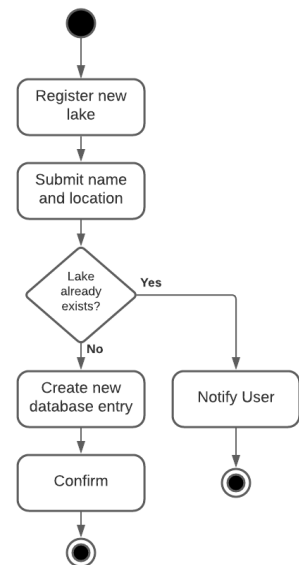 Register new
lake
Submit name
and location
Lake
already
exists?
Yes
No
Create new
database entry
Notify User
Confirm